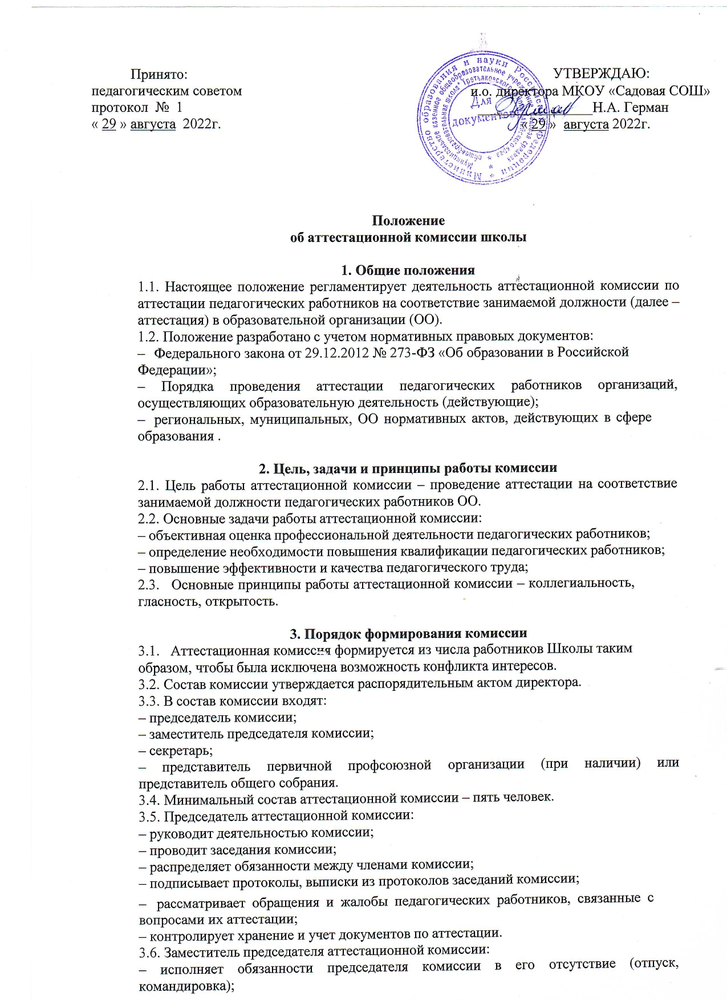 Принято:
педагогическим советом
протокол № 1
« 29 » августа 2022г.
УТВЕРЖДАЮ:
и.о. директора МКОУ «Садовая СОШ»
Н.А. Герман
« 29 » августа 2022г.
Министерство образования и науки Российской Федерации
Для
документов
Положение
об аттестационной комиссии школы
1. Общие положения
1.1. Настоящее положение регламентирует деятельность аттестационной комиссии по
аттестации педагогических работников на соответствие занимаемой должности (далее –
аттестация) в образовательной организации (ОО).
1.2. Положение разработано с учетом нормативных правовых документов:
– Федерального закона от 29.12.2012 № 273-ФЗ «Об образовании в Российской
Федерации»;
– Порядка проведения аттестации педагогических работников организаций,
осуществляющих образовательную деятельность (действующие);
– региональных, муниципальных, ОО нормативных актов, действующих в сфере
образования .
2. Цель, задачи и принципы работы комиссии
2.1. Цель работы аттестационной комиссии – проведение аттестации на соответствие
занимаемой должности педагогических работников ОО.
2.2. Основные задачи работы аттестационной комиссии:
– объективная оценка профессиональной деятельности педагогических работников;
– определение необходимости повышения квалификации педагогических работников;
– повышение эффективности и качества педагогического труда;
2.3. Основные принципы работы аттестационной комиссии – коллегиальность,
гласность, открытость.
3. Порядок формирования комиссии
3.1. Аттестационная комиссия формируется из числа работников Школы таким
образом, чтобы была исключена возможность конфликта интересов.
3.2. Состав комиссии утверждается распорядительным актом директора.
3.3. В состав комиссии входят:
– председатель комиссии;
– заместитель председателя комиссии;
– секретарь;
– представитель первичной профсоюзной организации (при наличии) или
представитель общего собрания.
3.4. Минимальный состав аттестационной комиссии – пять человек.
3.5. Председатель аттестационной комиссии:
– руководит деятельностью комиссии;
– проводит заседания комиссии;
– распределяет обязанности между членами комиссии;
– подписывает протоколы, выписки из протоколов заседаний комиссии;
– рассматривает обращения и жалобы педагогических работников, связанные с
вопросами их аттестации;
– контролирует хранение и учет документов по аттестации.
3.6. Заместитель председателя аттестационной комиссии:
– исполняет обязанности председателя комиссии в его отсутствие (отпуск,
командировка);